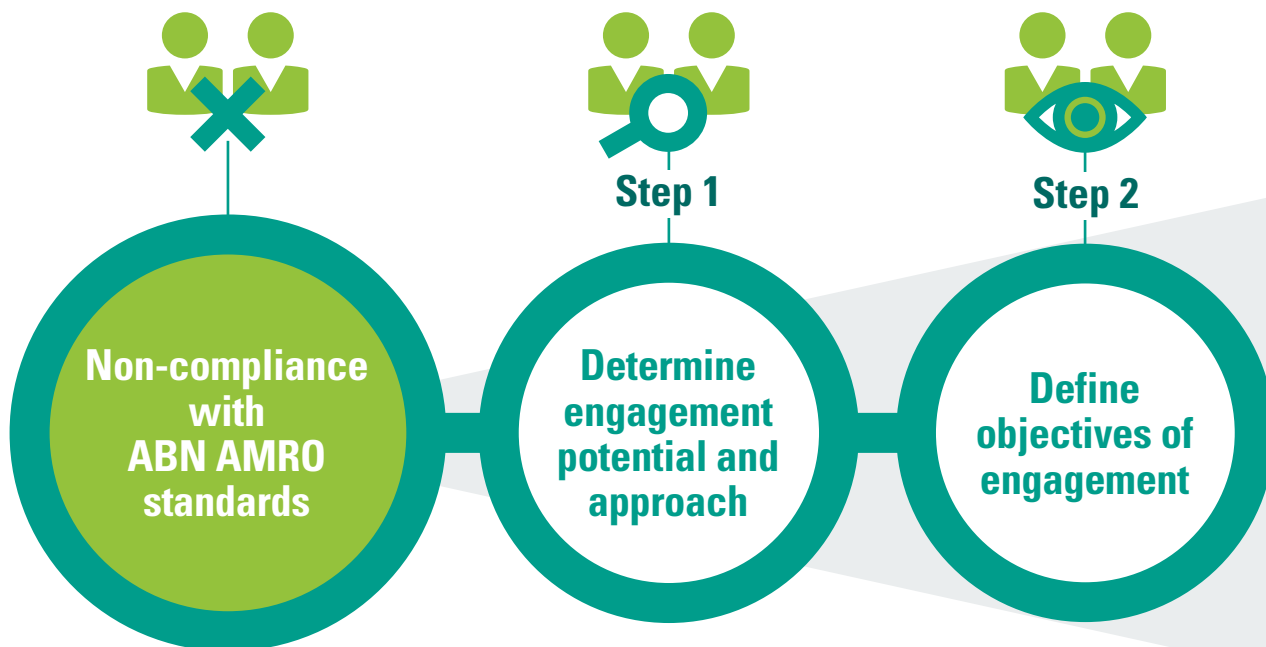 Step 1
Step 2
Non-compliance
with
ABN AMRO
standards
Determine
engagement
potential and
approach
Define
objectives of
engagement